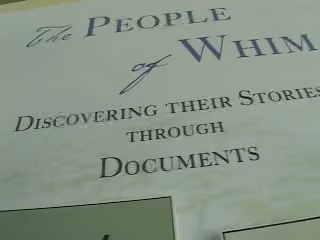 The PEOPLE
of WHIM
DISCOVERING THEIR STORIES
THROUGH
DOCUMENTS